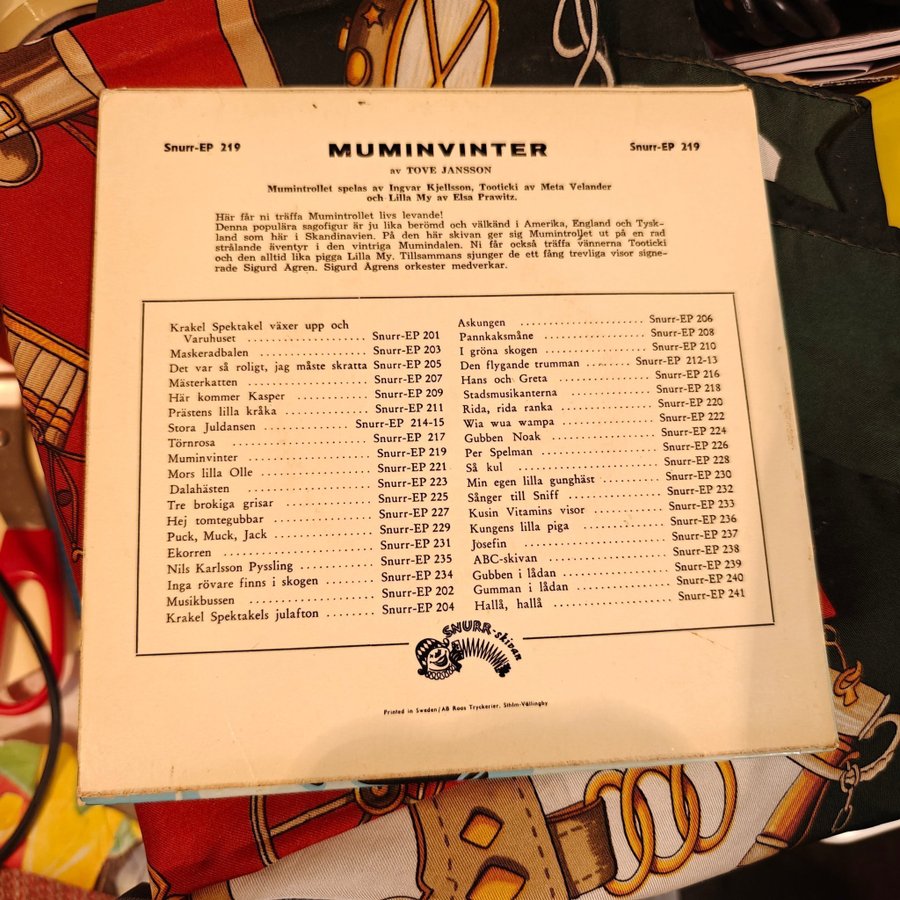 Snurr-EP 219 MUMINVINTER Snurr-EP 219
av TOVE JANSSON
Mumintrollet spelas av Ingvar Kjellsson, Tooticki av Meta Velander
och Lilla My av Elsa Prawitz.
Här får ni träffa Mumintrollet livs levande!
Denna populära sagofigur är ju lika berömd och välkänd i Amerika, England och Tysk-
land som här i Skandinavien. På den här skivan ger sig Mumintrollet ut på en rad
strålande äventyr i den vintriga Mumindalen. Ni får också träffa vännerna Tooticki
och den alltid lika pigga Lilla My. Tillsammans sjunger de ett fång trevliga visor signe-
rade Sigurd Ågren. Sigurd Ågrens orkester medverkar.
Krakel Spektakel växer upp och
Varuhuset .................... Snurr-EP 201
Maskeradbalen .................... Snurr-EP 203
Det var så roligt, jag måste skratta Snurr-EP 205
Mästerkatten .................... Snurr-EP 207
Här kommer Kasper .............. Snurr-EP 209
Prästens lilla kråka ................ Snurr-EP 211
Stora Juldansen ................ Snurr-EP 214-15
Törnrosa .................... Snurr-EP 217
Muminvinter .................... Snurr-EP 219
Mors lilla Olle .................... Snurr-EP 221
Dalahästen .................... Snurr-EP 223
Tre brokiga grisar ................ Snurr-EP 225
Hej tomtegubbar ................ Snurr-EP 227
Puck, Muck, Jack ................ Snurr-EP 229
Ekorren .................... Snurr-EP 231
Nils Karlsson Pyssling ............ Snurr-EP 235
Inga rövare finns i skogen ........ Snurr-EP 234
Musikbussen .................... Snurr-EP 202
Krakel Spektakels julafton ........ Snurr-EP 204
Askungen .................... Snurr-EP 206
Pannkaksmåne .................... Snurr-EP 208
I gröna skogen .................... Snurr-EP 210
Den flygande trumman ........ Snurr-EP 212-13
Hans och Greta .................... Snurr-EP 216
Stadsmusikanterna ................ Snurr-EP 218
Rida, rida ranka ................ Snurr-EP 220
Wia wua wampa ................ Snurr-EP 222
Gubben Noak .................... Snurr-EP 224
Per Spelman .................... Snurr-EP 226
Så kul .................... Snurr-EP 228
Min egen lilla gunghäst ............ Snurr-EP 230
Sånger till Sniff ................ Snurr-EP 232
Kusin Vitamins visor ............ Snurr-EP 233
Kungens lilla piga ................ Snurr-EP 236
Josefin .................... Snurr-EP 237
ABC-skivan .................... Snurr-EP 238
Gubben i lådan .................... Snurr-EP 239
Gumman i lådan ................ Snurr-EP 240
Hallå, hallå .................... Snurr-EP 241
SNURR-skivan
Printed in Sweden/AB Roos Tryckerier. Sthlm-Vällingby